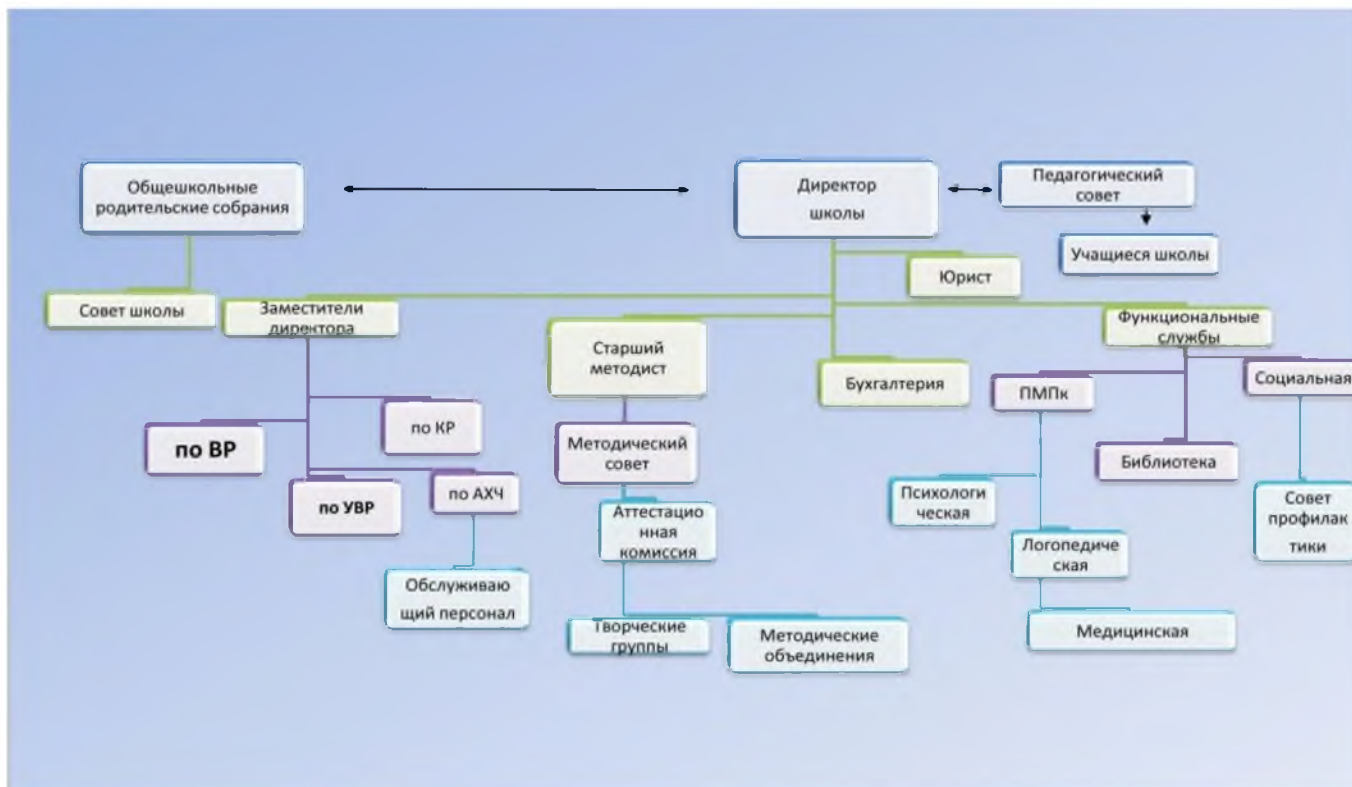 Общешкольные
родительские собрания
Директор
школы
Педагогический
совет
Учащиеся школы
Юрист
Совет школы
Заместители
директора
Старший
методист
Бухгалтерия
Функциональные
службы
ПМПк
Социальная
по ВР
по КР
по УВР
по АХЧ
Методический
совет
Библиотека
Психологи
ческая
Совет
профилак
тики
Аттестацио
нная
комиссия
Логопедиче
ская
Обслуживаю
щий персонал
Творческие
группы
Методические
объединения
Медицинская